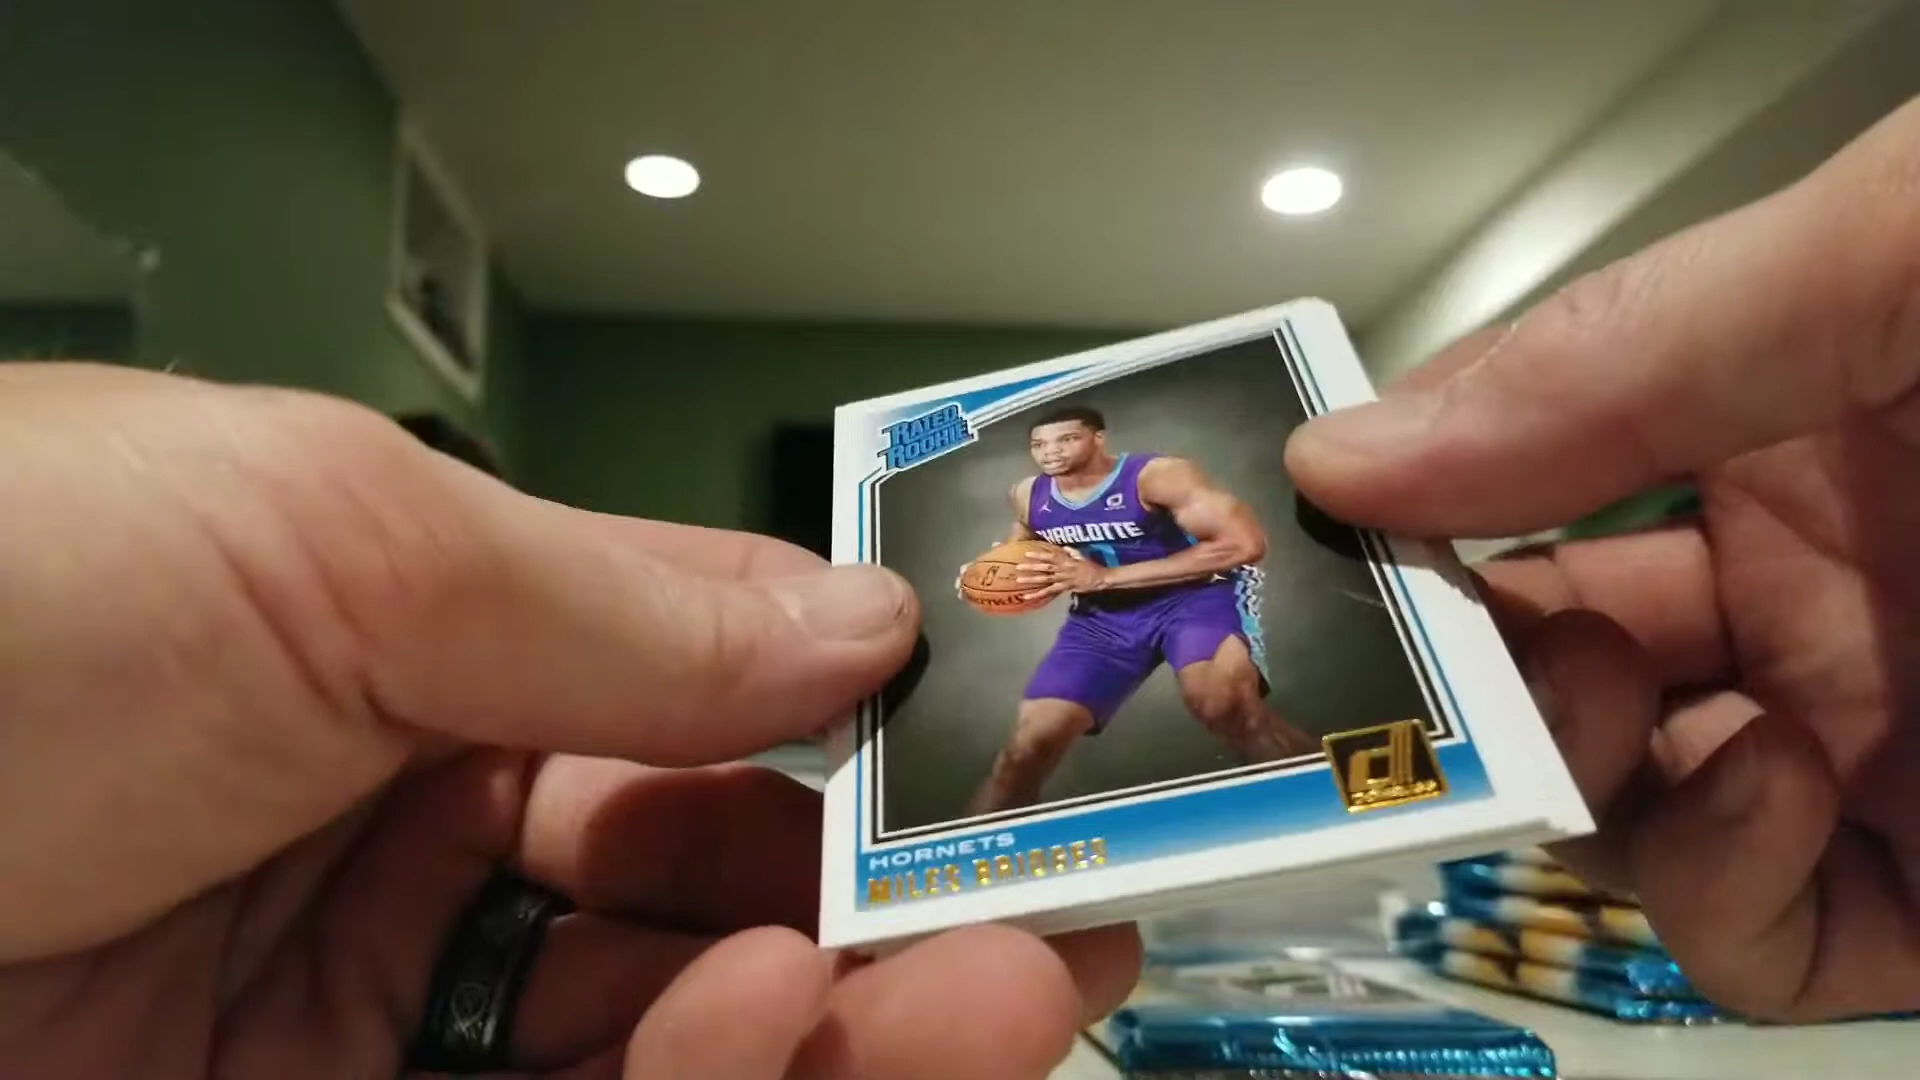 RATED
ROOKIE
CHARLOTTE
HORNETS
MILES BRIDGES